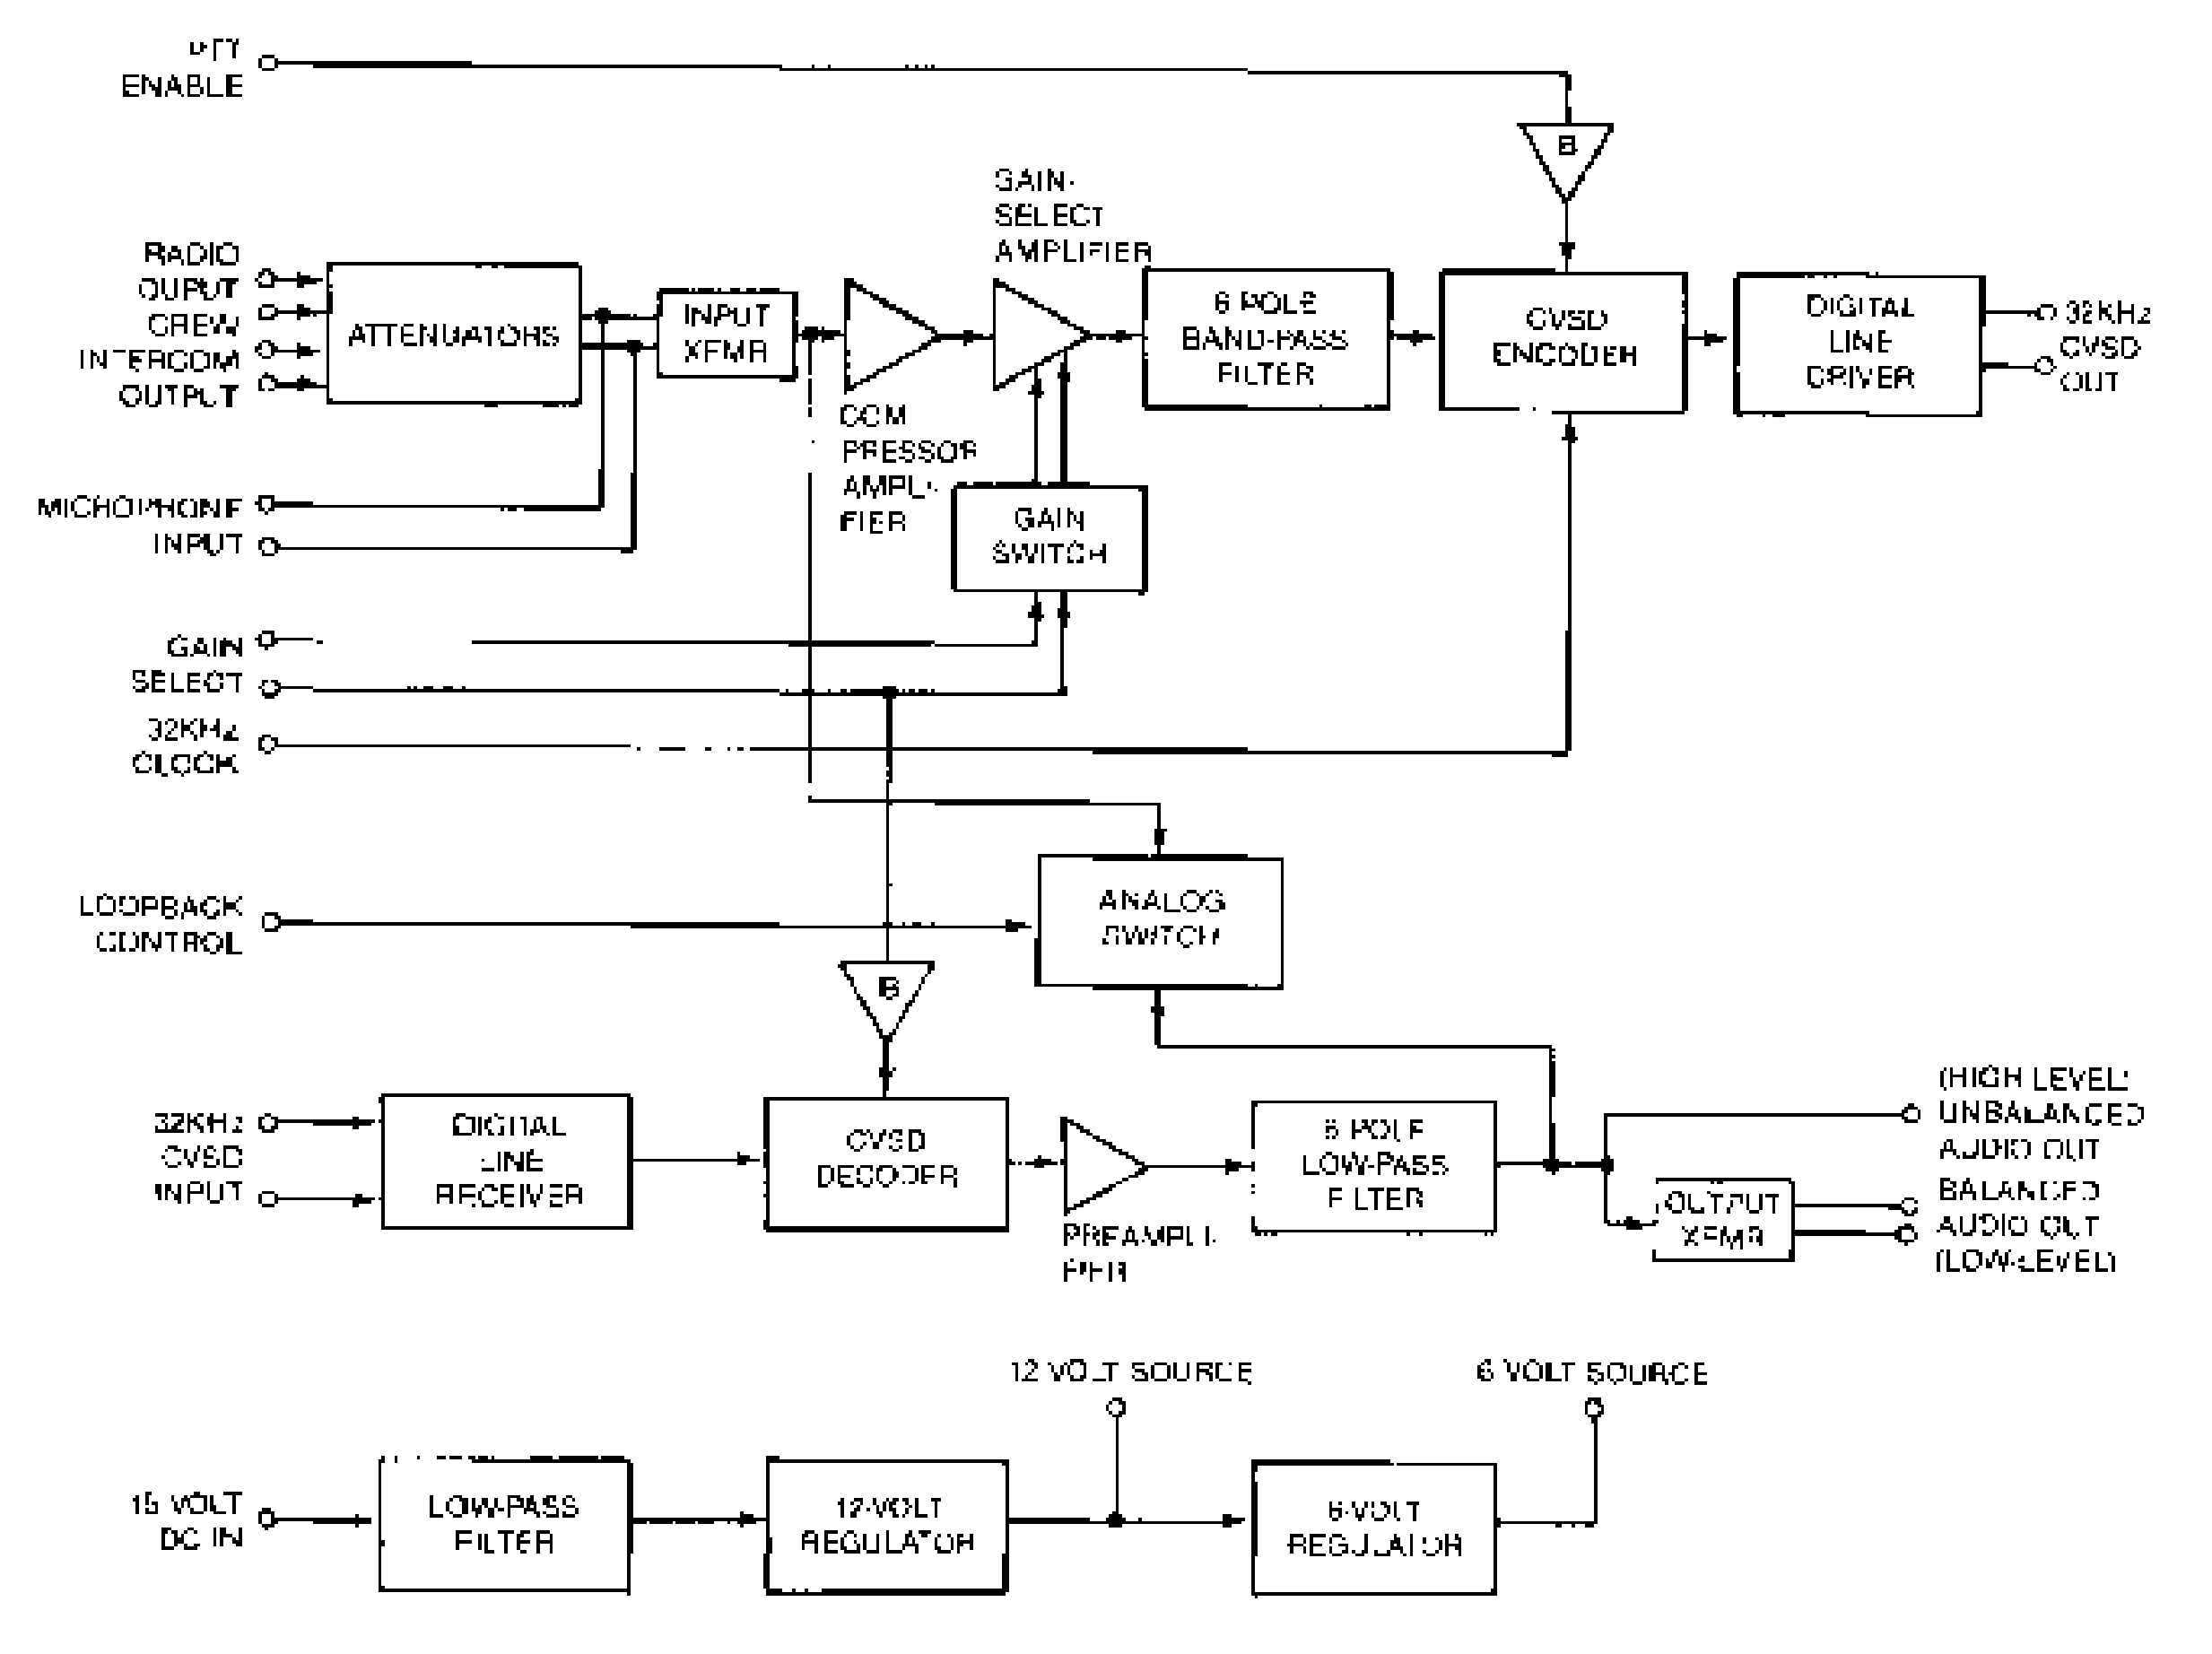 ENABLE
B
GAIN-
SELECT
AMPLIFIER
RADIO
OUPUT
CREW
INTERCOM
OUTPUT
ATTENUATORS
INPUT
XFMR
6 POLE
BAND-PASS
FILTER
CVSD
ENCODER
DIGITAL
LINE
DRIVER
32KHz
CVSD
OUT
COM
PRESSOR
AMPLI-
FIER
MICROPHONE
INPUT
GAIN
SWITCH
GAIN
SELECT
32KHz
CLOCK
LOOPBACK
CONTROL
ANALOG
SWITCH
B
32KHz
CVSD
INPUT
DIGITAL
LINE
RECEIVER
CVSD
DECODER
PREAMPLI-
FIER
6 POLE
LOW-PASS
FILTER
(HIGH LEVEL)
UNBALANCED
AUDIO OUT
OUTPUT
XFMR
BALANCED
AUDIO OUT
(LOW-LEVEL)
12 VOLT SOURCE
6 VOLT SOURCE
15 VOLT
DC IN
LOW-PASS
FILTER
12-VOLT
REGULATOR
6-VOLT
REGULATOR